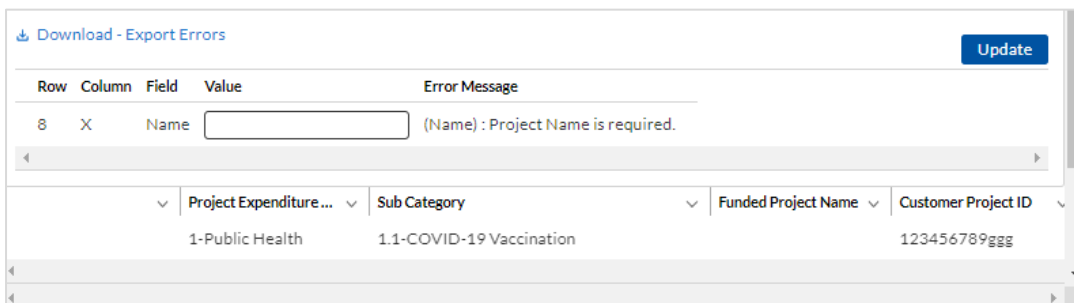 Download - Export Errors
Update
Row Column Field Value Error Message
8 X Name (Name) : Project Name is required.
Project Expenditure ... Sub Category Funded Project Name Customer Project ID
1-Public Health 1.1-COVID-19 Vaccination 123456789ggg